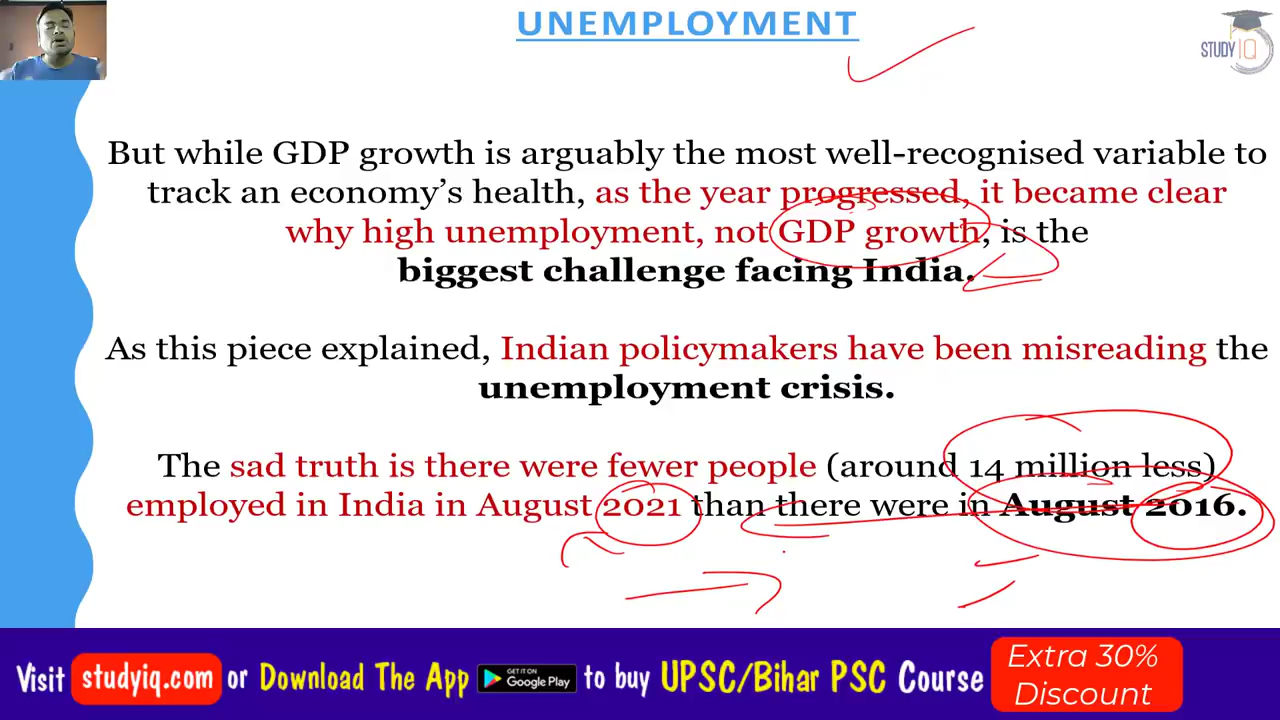 UNEMPLOYMENT
STUDY IQ
But while GDP growth is arguably the most well-recognised variable to
track an economy’s health, as the year progressed, it became clear
why high unemployment, not GDP growth, is the
biggest challenge facing India.
As this piece explained, Indian policymakers have been misreading the
unemployment crisis.
The sad truth is there were fewer people (around 14 million less)
employed in India in August 2021 than there were in August 2016.
Visit studyiq.com or Download The App GET IT ON Google Play to buy UPSC/Bihar PSC Course
Extra 30%
Discount